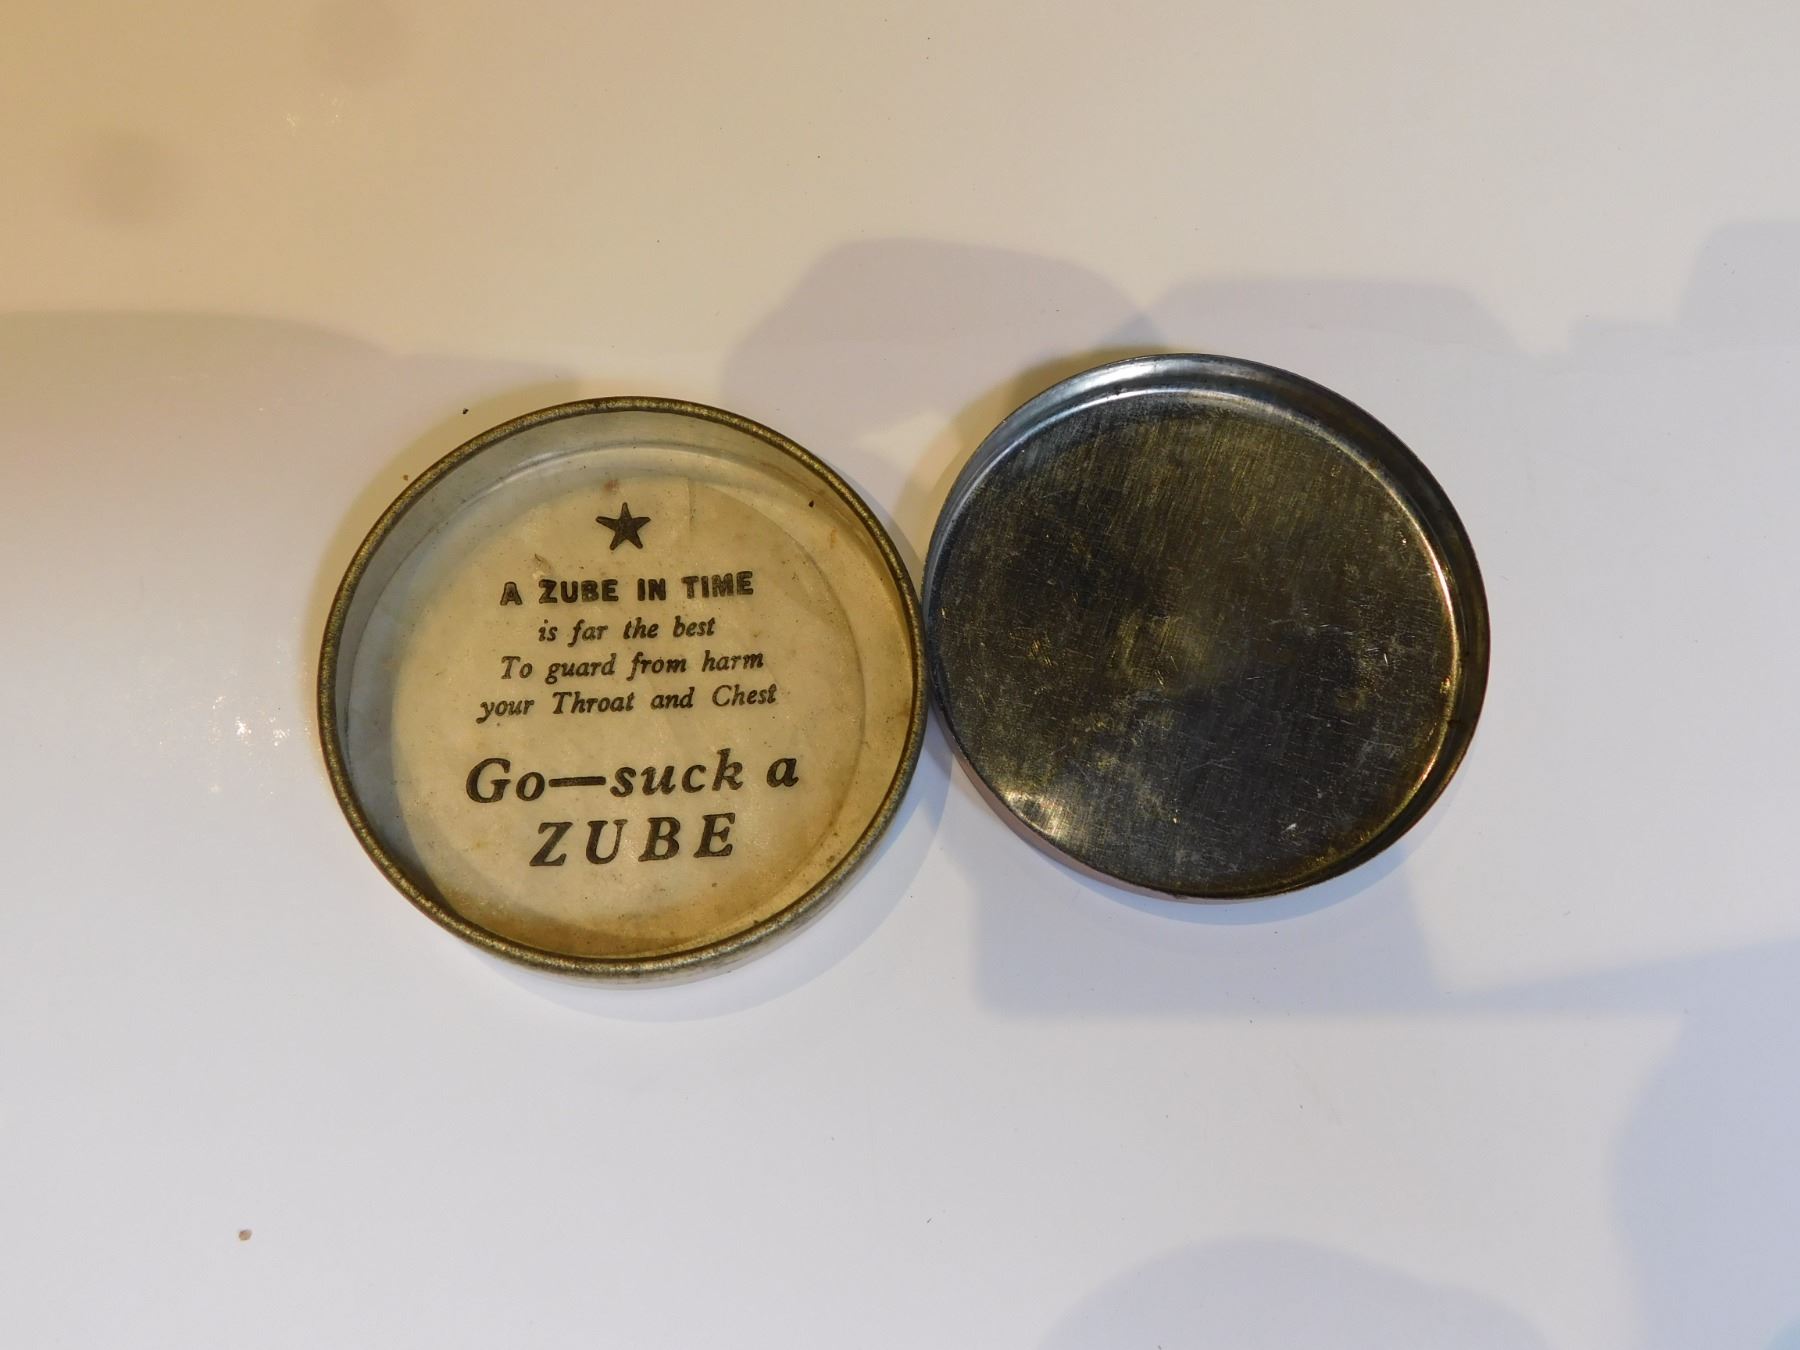 A ZUBE IN TIME
is far the best
To guard from harm
your Throat and Chest
Go—suck a
ZUBE